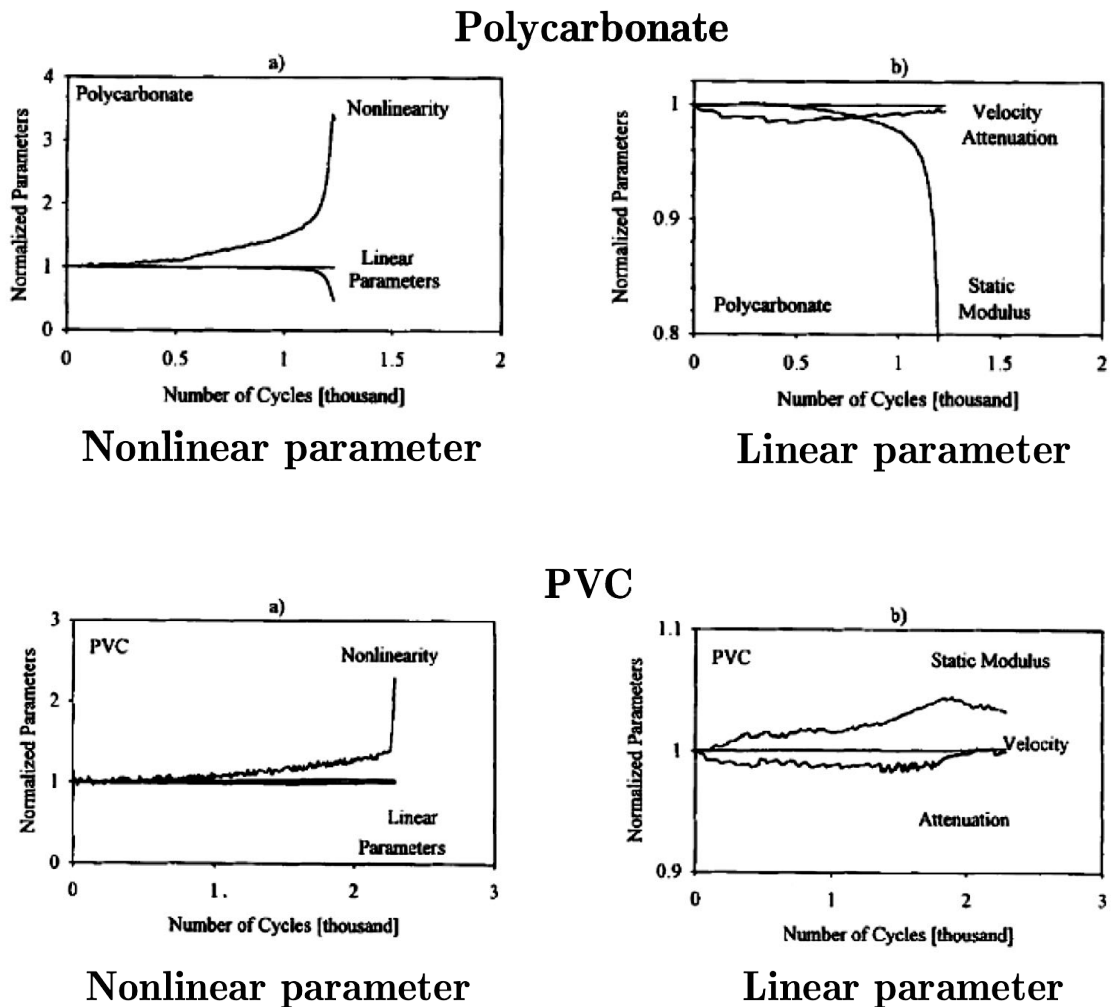 Polycarbonate
a)
4
3
2
1
0
Polycarbonate
Nonlinearity
Linear
Parameters
Normalized Parameters
0 0.5 1 1.5 2
Number of Cycles [thousand]
Nonlinear parameter
b)
1
0.9
0.8
Velocity
Attenuation
Static
Modulus
Polycarbonate
Normalized Parameters
0 0.5 1 1.5 2
Number of Cycles [thousand]
Linear parameter
PVC
a)
3
2
1
0
PVC
Nonlinearity
Linear
Parameters
Normalized Parameters
0 1. 2 3
Number of Cycles [thousand]
Nonlinear parameter
b)
1.1
1
0.9
PVC
Static Modulus
Velocity
Attenuation
Normalized Parameters
0 1 2 3
Number of Cycles [thousand]
Linear parameter